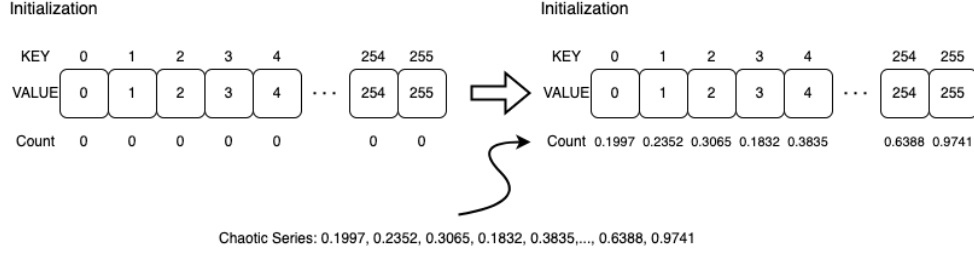 Initialization
KEY 0 1 2 3 4 254 255
VALUE 0 1 2 3 4 ... 254 255
Count 0 0 0 0 0 0 0
Initialization
KEY 0 1 2 3 4 254 255
VALUE 0 1 2 3 4 ... 254 255
Count 0.1997 0.2352 0.3065 0.1832 0.3835 0.6388 0.9741
Chaotic Series: 0.1997, 0.2352, 0.3065, 0.1832, 0.3835,..., 0.6388, 0.9741